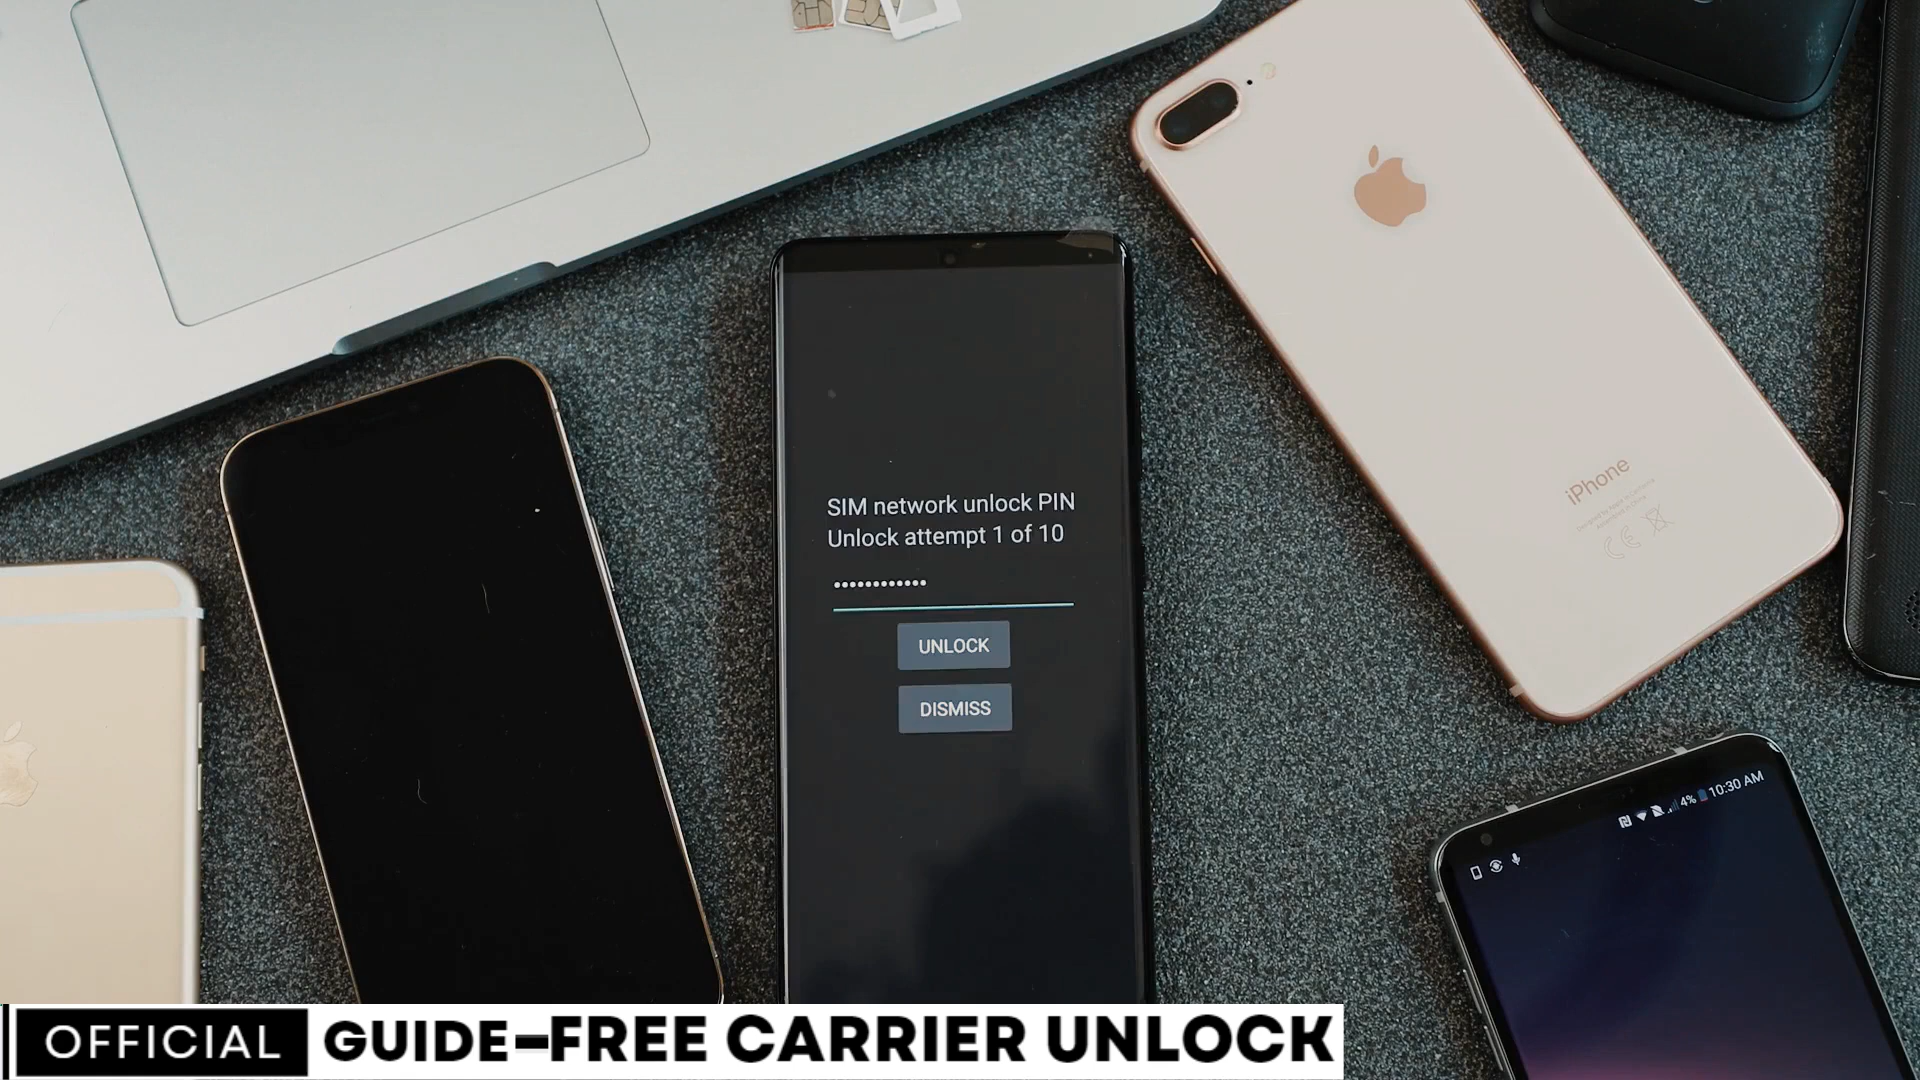 SIM network unlock PIN
Unlock attempt 1 of 10
••••••••••••
UNLOCK
DISMISS
iPhone
4% 10:30 AM
OFFICIAL GUIDE–FREE CARRIER UNLOCK